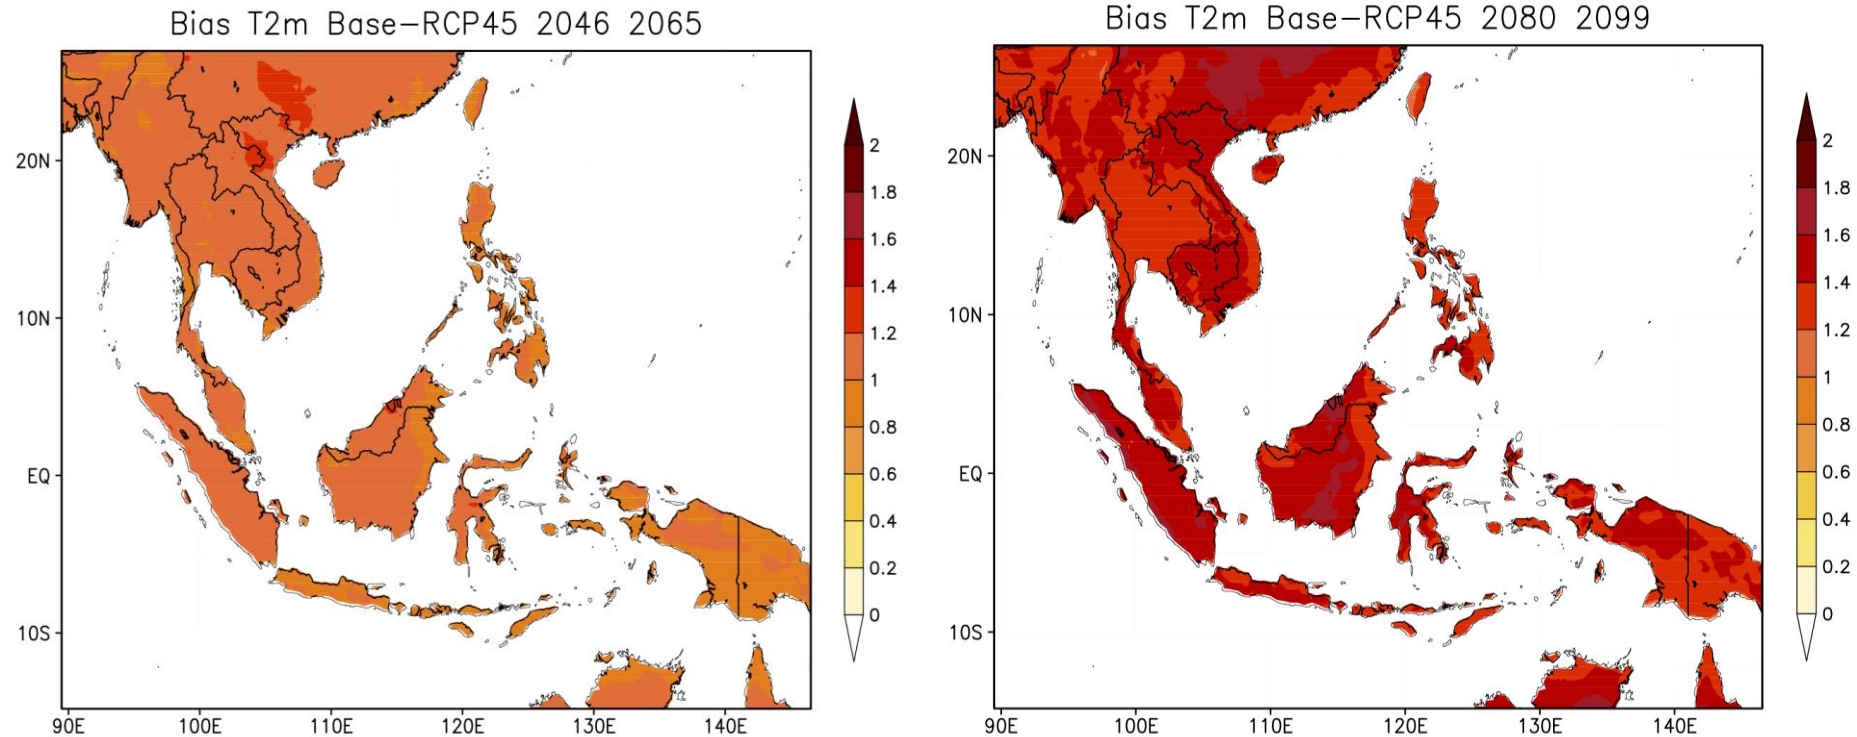 Bias T2m Base−RCP45 2046 2065
20N
10N
EQ
10S
90E 100E 110E 120E 130E 140E
2
1.8
1.6
1.4
1.2
1
0.8
0.6
0.4
0.2
0
Bias T2m Base−RCP45 2080 2099
20N
10N
EQ
10S
90E 100E 110E 120E 130E 140E
2
1.8
1.6
1.4
1.2
1
0.8
0.6
0.4
0.2
0